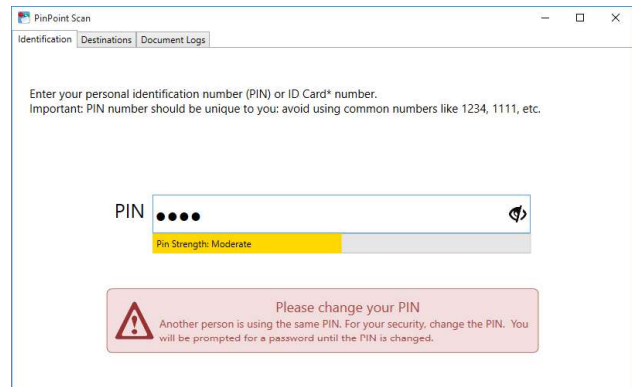 PinPoint Scan
Identification Destinations Document Logs
Enter your personal identification number (PIN) or ID Card* number.
Important: PIN number should be unique to you: avoid using common numbers like 1234, 1111, etc.
PIN ●●●●
Pin Strength: Moderate
Please change your PIN
Another person is using the same PIN. For your security, change the PIN. You
will be prompted for a password until the PIN is changed.